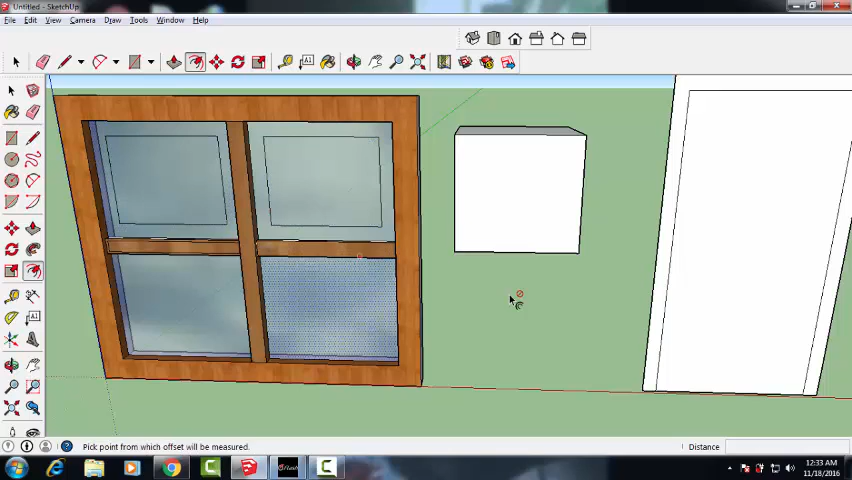 Untitled - SketchUp
File Edit View Camera Draw Tools Window Help
A1
Pick point from which offset will be measured.
Distance
12:33 AM
11/18/2016